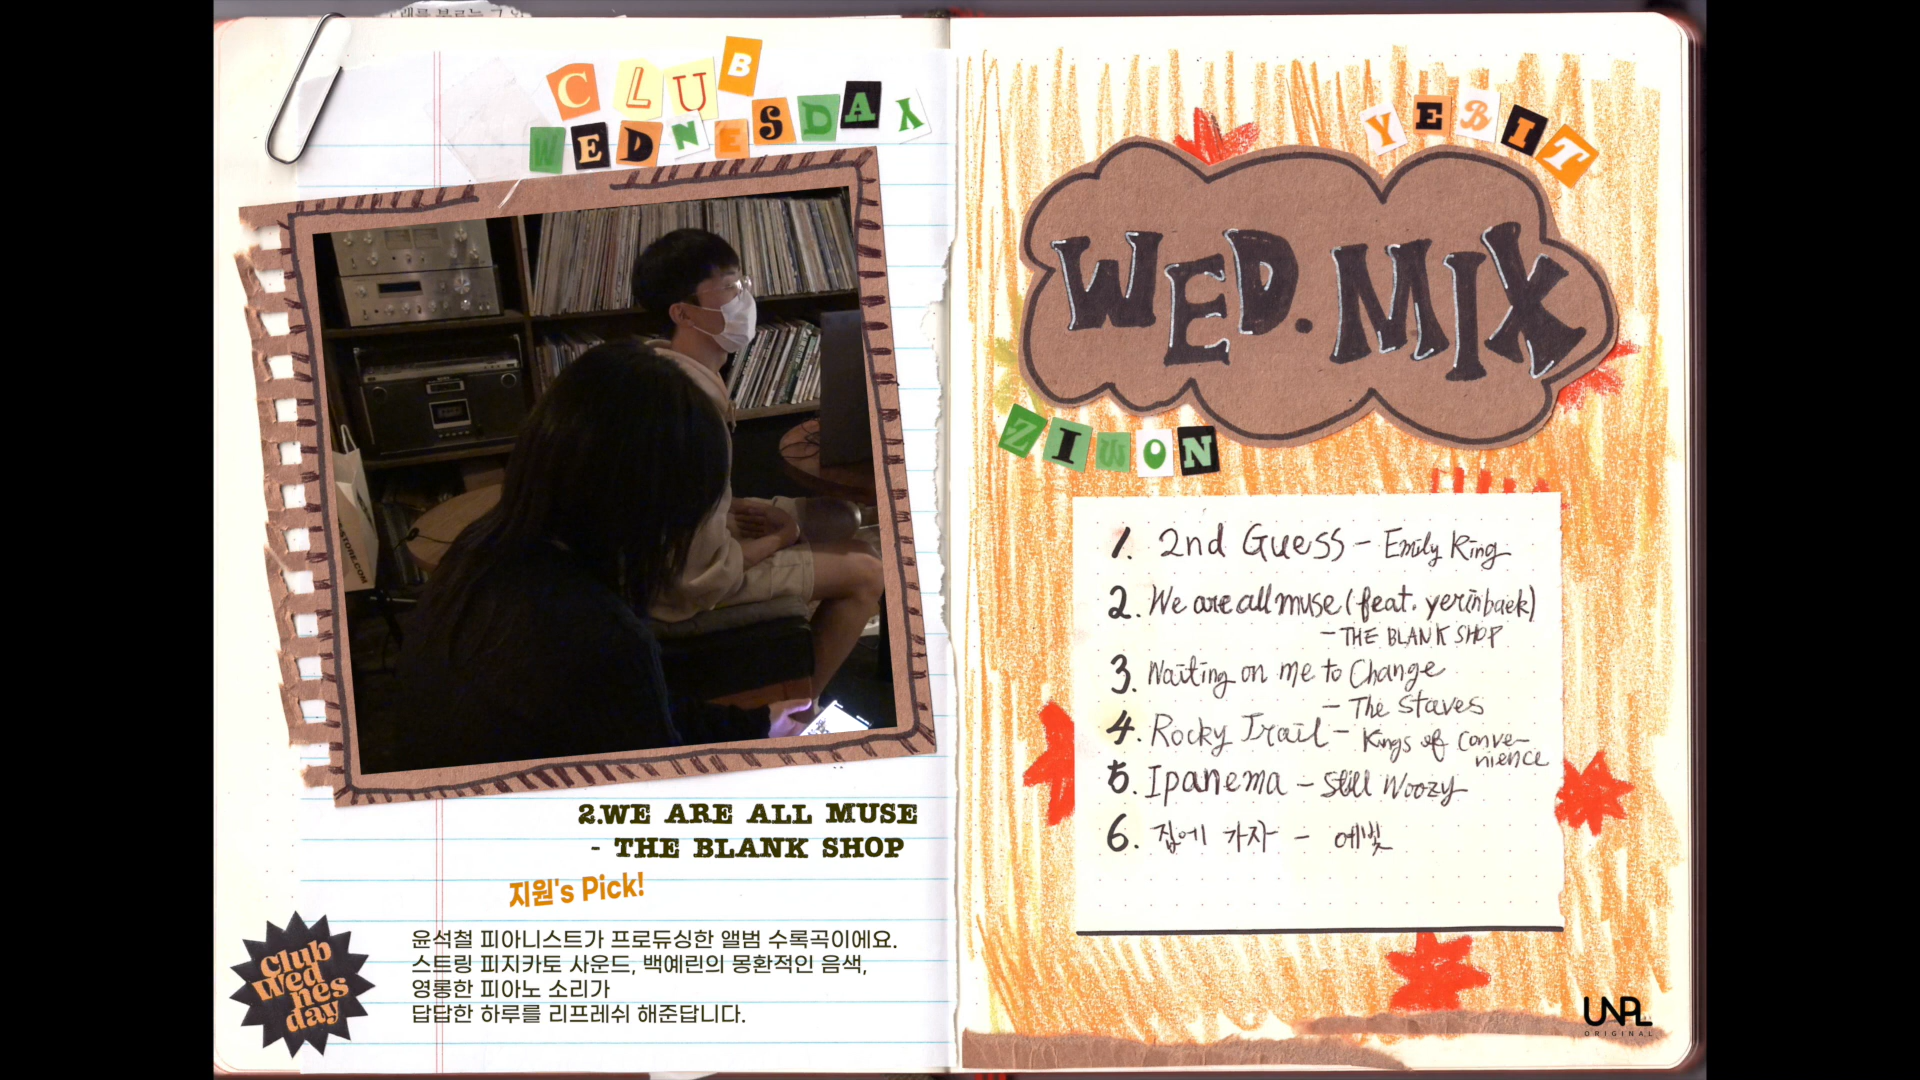 CLUB
WEDNESDAY
-STORE.COM
2.WE ARE ALL MUSE
- THE BLANK SHOP
지원's Pick!
윤석철 피아니스트가 프로듀싱한 앨범 수록곡이에요.
스트링 피지카토 사운드, 백예린의 몽환적인 음색,
영롱한 피아노 소리가
답답한 하루를 리프레쉬 해준답니다.
Club
Wed
nes
day
YEBIT
WED.MIX
ZIWON
1. 2nd Guess - Emily King
2. We are all muse (feat. yerinbaek)
- THE BLANK SHOP
3. Waiting on me to Change
- The Staves
4. Rocky Trail - Kings of Conve-
nience
5. Ipanema - Still Woozy
6. 집에 가자 - 예빛
UNPL
ORIGINAL